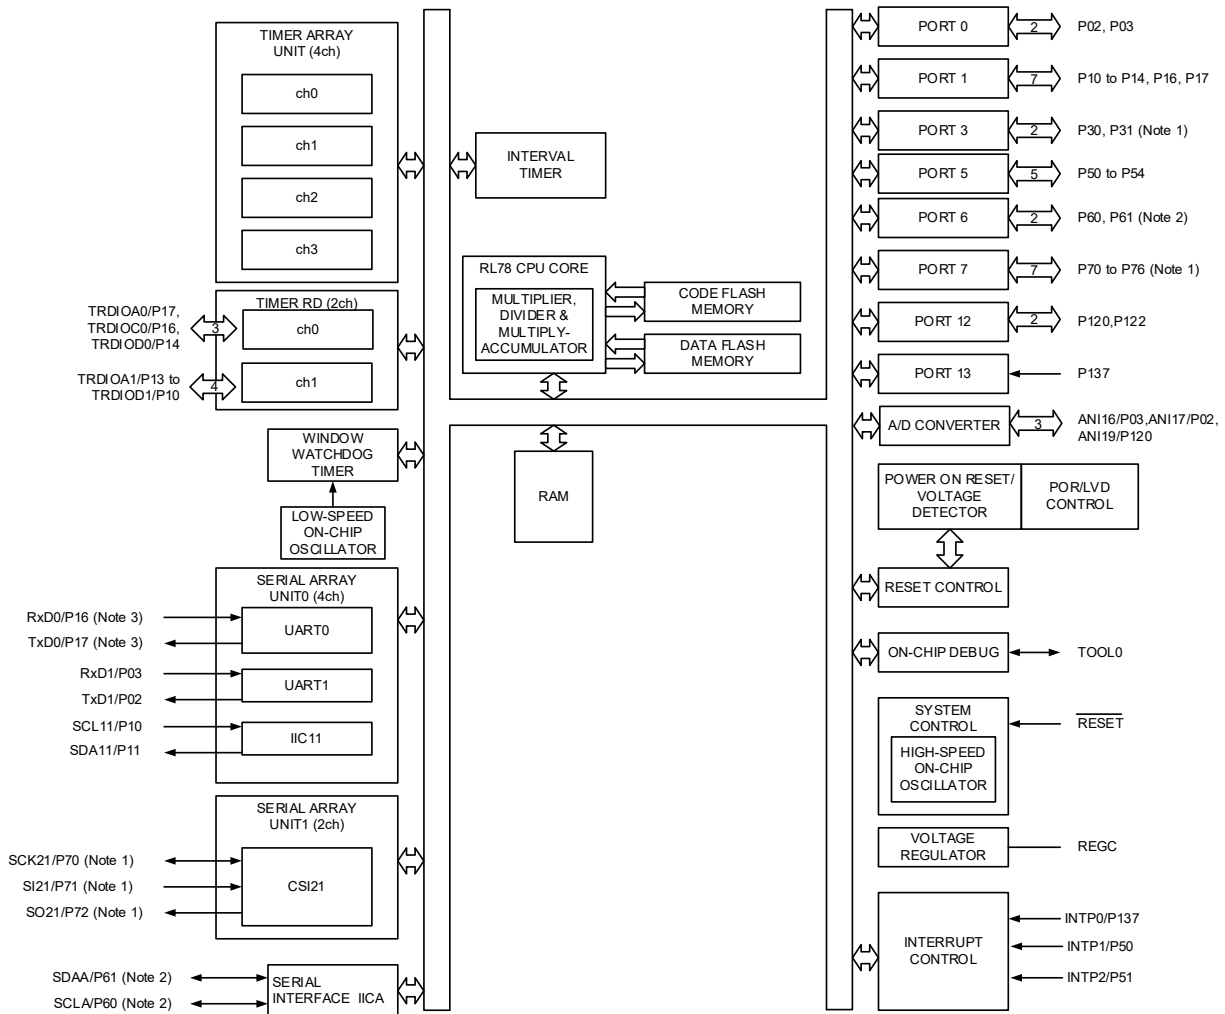 TIMER ARRAY
UNIT (4ch)
ch0
ch1
ch2
ch3
TIMER RD (2ch)
TRDIOA0/P17,
TRDIOC0/P16,
TRDIOD0/P14
3
ch0
TRDIOA1/P13 to
TRDIOD1/P10
4
ch1
WINDOW
WATCHDOG
TIMER
LOW-SPEED
ON-CHIP
OSCILLATOR
SERIAL ARRAY
UNIT0 (4ch)
RxD0/P16 (Note 3)
TxD0/P17 (Note 3)
UART0
RxD1/P03
TxD1/P02
UART1
SCL11/P10
SDA11/P11
IIC11
SERIAL ARRAY
UNIT1 (2ch)
SCK21/P70 (Note 1)
SI21/P71 (Note 1)
SO21/P72 (Note 1)
CSI21
SDAA/P61 (Note 2)
SCLA/P60 (Note 2)
SERIAL
INTERFACE IICA
INTERVAL
TIMER
RL78 CPU CORE
MULTIPLIER,
DIVIDER &
MULTIPLY-
ACCUMULATOR
CODE FLASH
MEMORY
DATA FLASH
MEMORY
RAM
PORT 0
2
P02, P03
PORT 1
7
P10 to P14, P16, P17
PORT 3
2
P30, P31 (Note 1)
PORT 5
5
P50 to P54
PORT 6
2
P60, P61 (Note 2)
PORT 7
7
P70 to P76 (Note 1)
PORT 12
2
P120,P122
PORT 13
P137
A/D CONVERTER
3
ANI16/P03,ANI17/P02,
ANI19/P120
POWER ON RESET/
VOLTAGE
DETECTOR
POR/LVD
CONTROL
RESET CONTROL
ON-CHIP DEBUG
TOOL0
SYSTEM
CONTROL
RESET
HIGH-SPEED
ON-CHIP
OSCILLATOR
VOLTAGE
REGULATOR
REGC
INTERRUPT
CONTROL
INTP0/P137
INTP1/P50
INTP2/P51